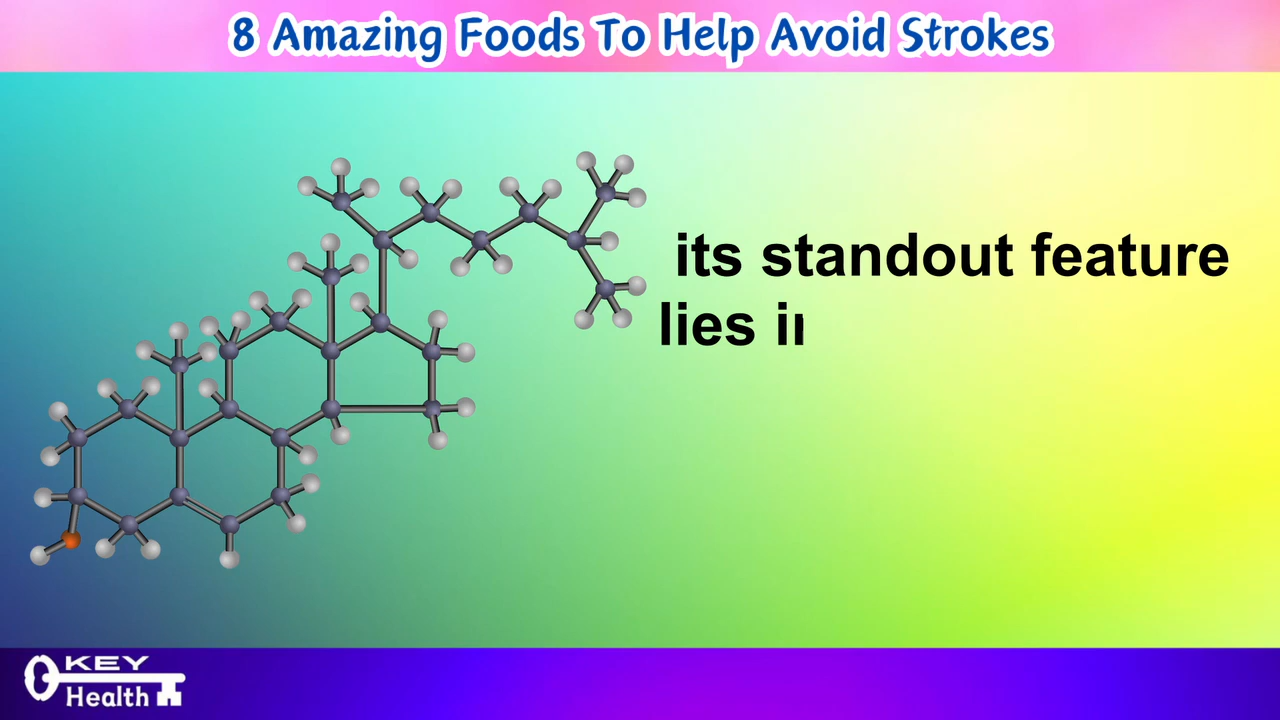 8 Amazing Foods To Help Avoid Strokes
its standout feature
lies
KEY
Health